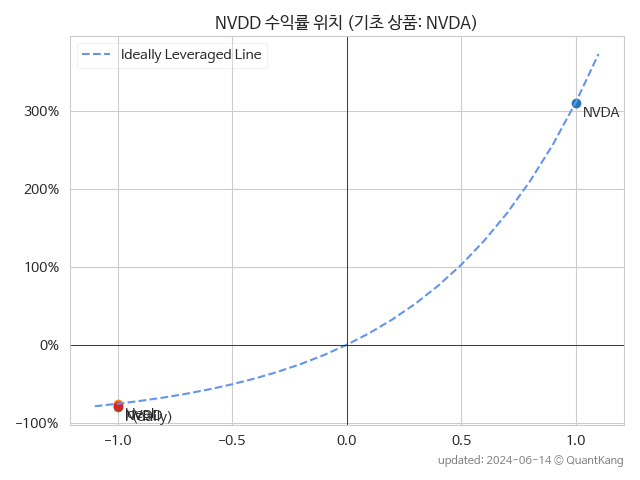 NVDD 수익률 위치 (기초 상품: NVDA)
Ideally Leveraged Line
300%
200%
100%
0%
-100%
NVDA
-1.0
-0.5
0.0
0.5
1.0
updated: 2024-06-14 © QuantKang